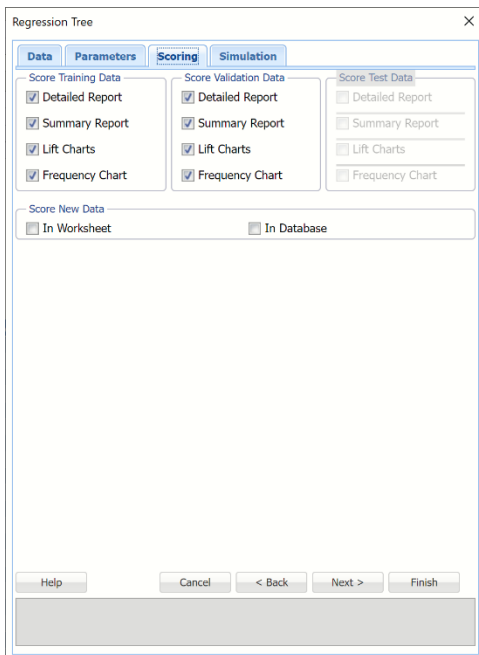 Regression Tree
Data Parameters Scoring Simulation
Score Training Data
Detailed Report
Summary Report
Lift Charts
Frequency Chart
Score Validation Data
Detailed Report
Summary Report
Lift Charts
Frequency Chart
Score Test Data
Detailed Report
Summary Report
Lift Charts
Frequency Chart
Score New Data
In Worksheet In Database
Help Cancel < Back Next > Finish